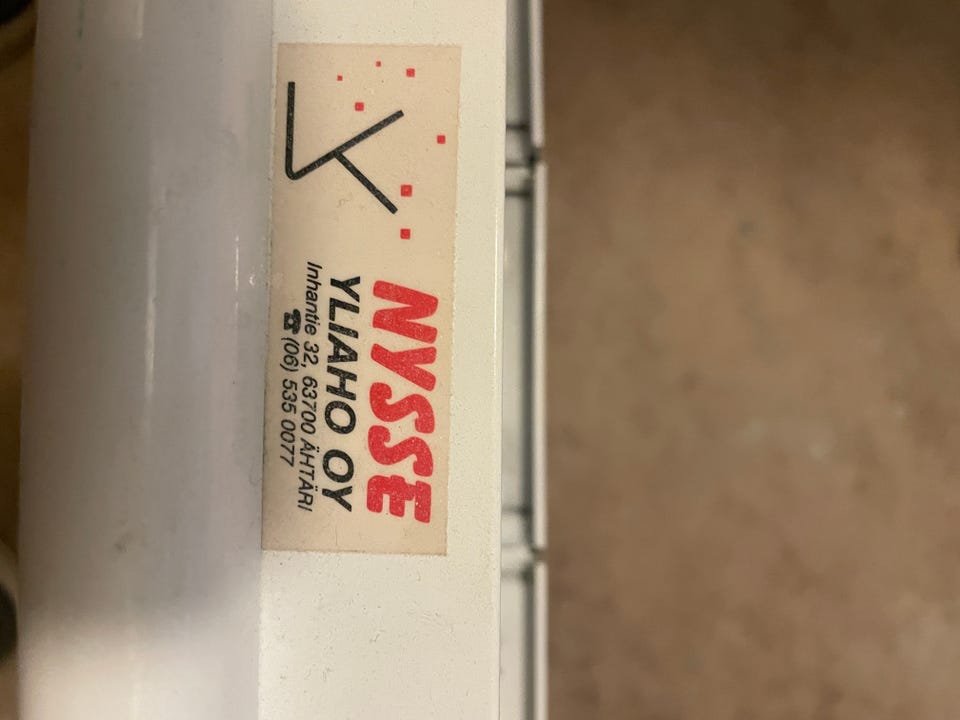 NYSSE
YLIAHO OY
Inhantie 32, 63700 ÄHTÄRI
☎ (06) 535 0077